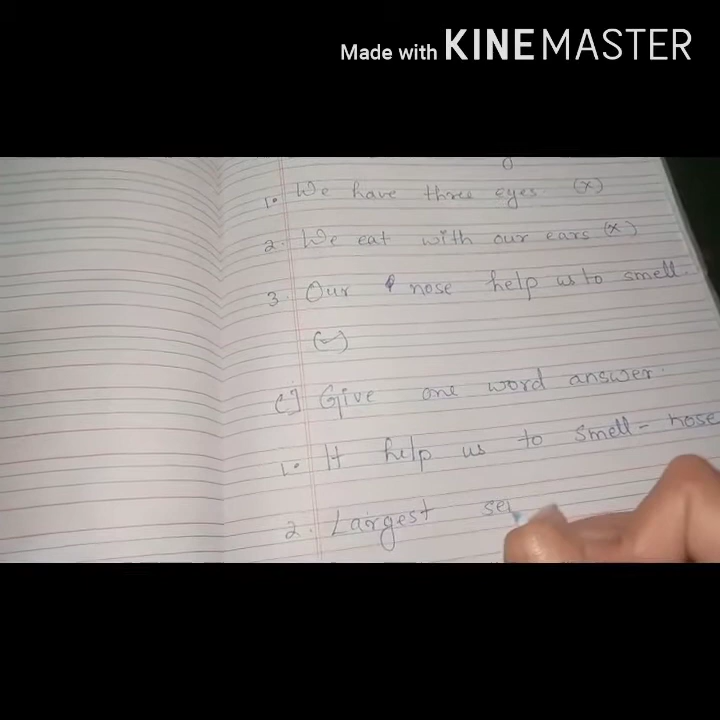 Made with KINEMASTER
1. We have three eyes. (x)
2. We eat with our ears (x)
3. Our nose help us to smell.
(✓)
C] Give one word answer.
1. It help us to smell - nose
2. Largest